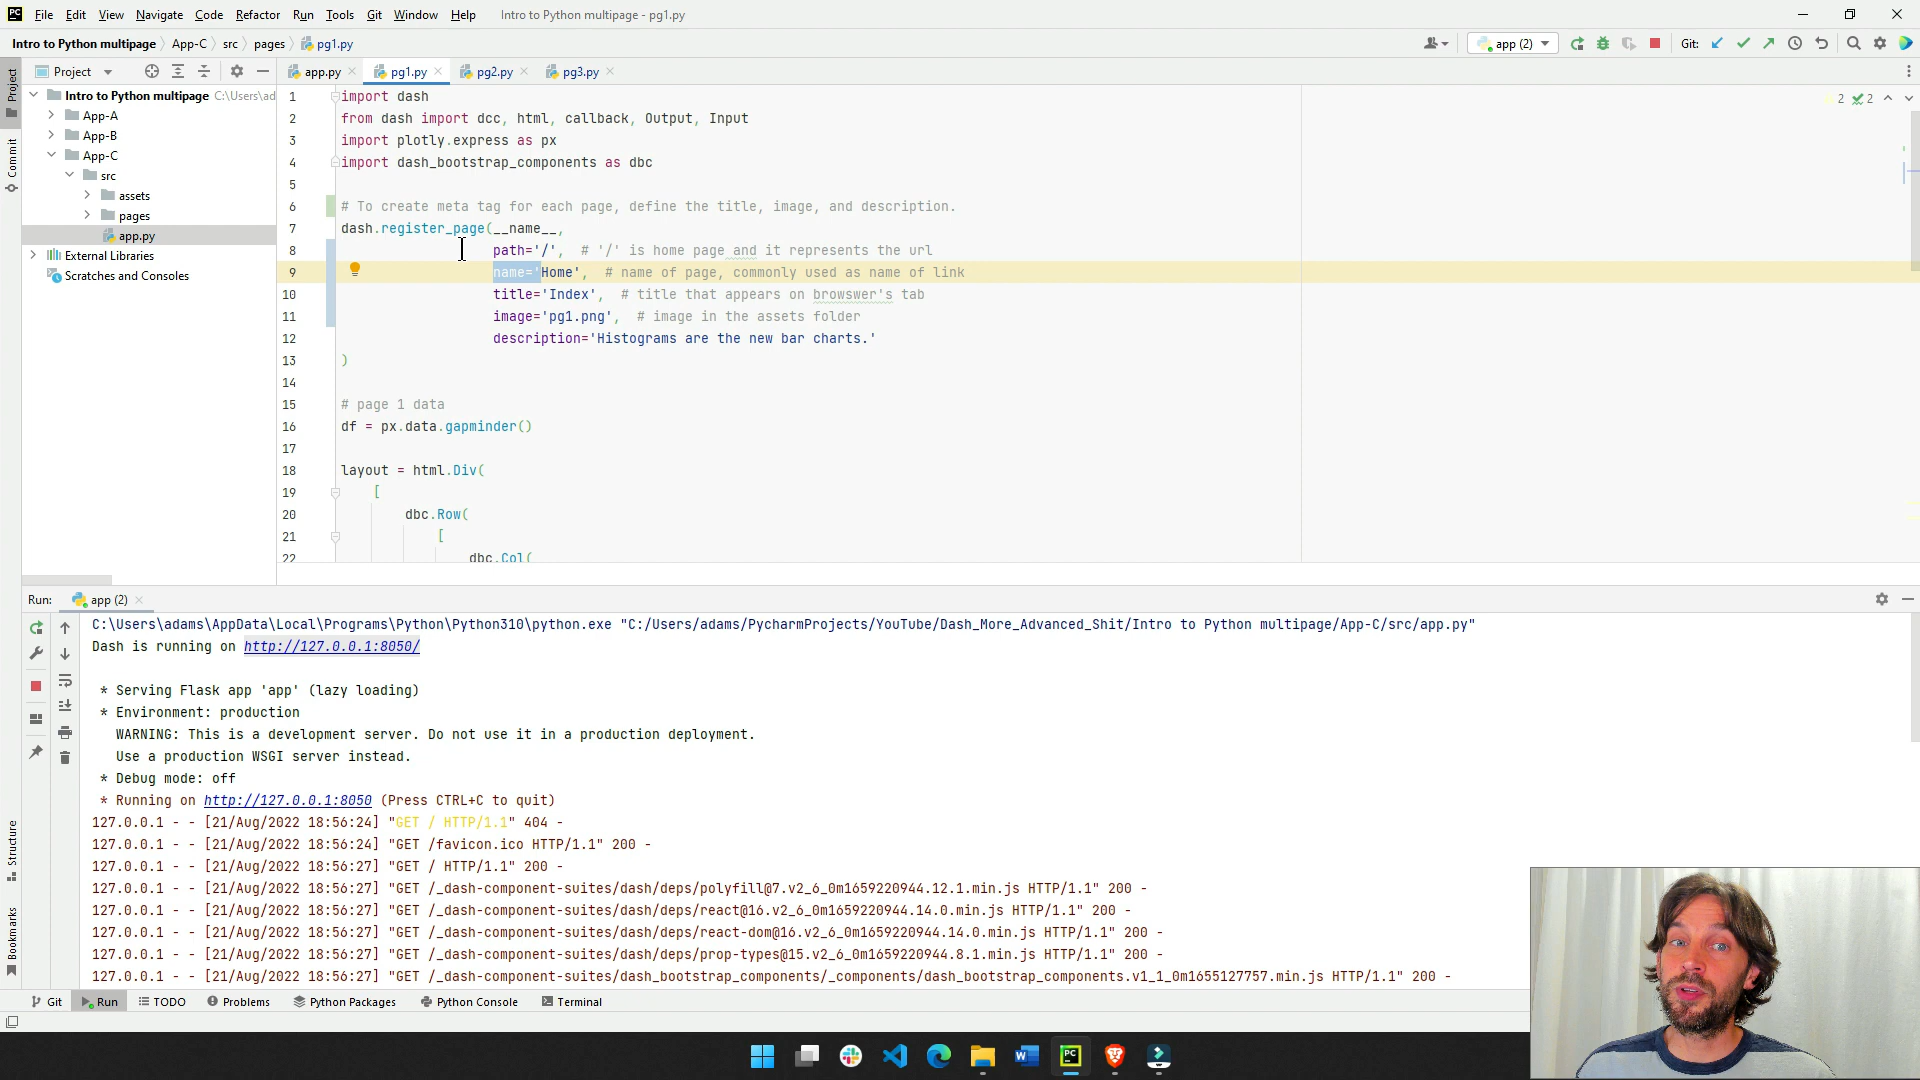 PC File Edit View Navigate Code Refactor Run Tools Git Window Help Intro to Python multipage - pg1.py
Intro to Python multipage App-C src pages pg1.py app (2) Git:
Project app.py pg1.py pg2.py pg3.py
Intro to Python multipage C:\Users\ad
App-A
App-B
App-C
src
assets
pages
app.py
External Libraries
Scratches and Consoles
Project
Commit
Structure
Bookmarks
1 import dash
2 from dash import dcc, html, callback, Output, Input
3 import plotly.express as px
4 import dash_bootstrap_components as dbc
5
6 # To create meta tag for each page, define the title, image, and description.
7 dash.register_page(__name__,
8 path='/', # '/' is home page and it represents the url
9 name='Home', # name of page, commonly used as name of link
10 title='Index', # title that appears on browswer's tab
11 image='pg1.png', # image in the assets folder
12 description='Histograms are the new bar charts.'
13 )
14
15 # page 1 data
16 df = px.data.gapminder()
17
18 layout = html.Div(
19 [
20 dbc.Row(
21 [
22 dbc.Col(
2 2
Run: app (2)
C:\Users\adams\AppData\Local\Programs\Python\Python310\python.exe "C:/Users/adams/PycharmProjects/YouTube/Dash_More_Advanced_Shit/Intro to Python multipage/App-C/src/app.py"
Dash is running on http://127.0.0.1:8050/
* Serving Flask app 'app' (lazy loading)
* Environment: production
WARNING: This is a development server. Do not use it in a production deployment.
Use a production WSGI server instead.
* Debug mode: off
* Running on http://127.0.0.1:8050 (Press CTRL+C to quit)
127.0.0.1 - - [21/Aug/2022 18:56:24] "GET / HTTP/1.1" 404 -
127.0.0.1 - - [21/Aug/2022 18:56:24] "GET /favicon.ico HTTP/1.1" 200 -
127.0.0.1 - - [21/Aug/2022 18:56:27] "GET / HTTP/1.1" 200 -
127.0.0.1 - - [21/Aug/2022 18:56:27] "GET /_dash-component-suites/dash/deps/polyfill@7.v2_6_0m1659220944.12.1.min.js HTTP/1.1" 200 -
127.0.0.1 - - [21/Aug/2022 18:56:27] "GET /_dash-component-suites/dash/deps/react@16.v2_6_0m1659220944.14.0.min.js HTTP/1.1" 200 -
127.0.0.1 - - [21/Aug/2022 18:56:27] "GET /_dash-component-suites/dash/deps/react-dom@16.v2_6_0m1659220944.14.0.min.js HTTP/1.1" 200 -
127.0.0.1 - - [21/Aug/2022 18:56:27] "GET /_dash-component-suites/dash/deps/prop-types@15.v2_6_0m1659220944.8.1.min.js HTTP/1.1" 200 -
127.0.0.1 - - [21/Aug/2022 18:56:27] "GET /_dash-component-suites/dash_bootstrap_components/_components/dash_bootstrap_components.v1_1_0m1655127757.min.js HTTP/1.1" 200 -
Git Run TODO Problems Python Packages Python Console Terminal